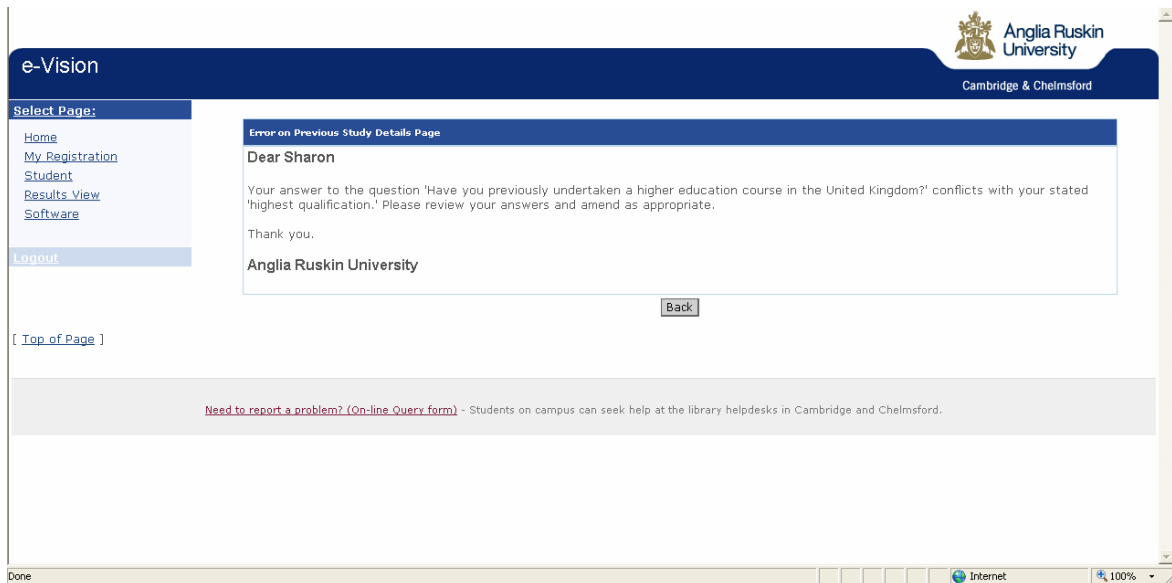 Anglia Ruskin
University
e-Vision
Cambridge & Chelmsford
Select Page:
Home
My Registration
Student
Results View
Software
Logout
Error on Previous Study Details Page
Dear Sharon
Your answer to the question 'Have you previously undertaken a higher education course in the United Kingdom?' conflicts with your stated
'highest qualification.' Please review your answers and amend as appropriate.
Thank you.
Anglia Ruskin University
Back
[ Top of Page ]
Need to report a problem? (On-line Query form) - Students on campus can seek help at the library helpdesks in Cambridge and Chelmsford.
Done
Internet
100%